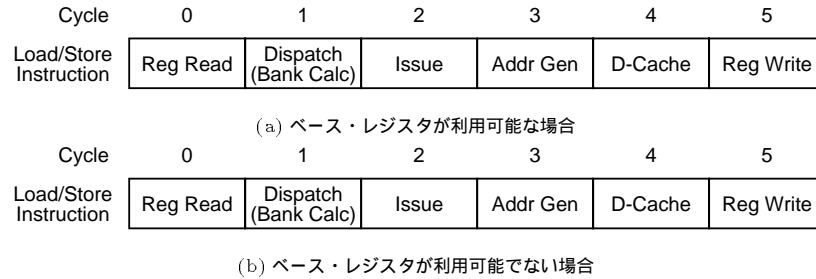 Cycle 0 1 2 3 4 5
Load/Store Instruction Reg Read Dispatch (Bank Calc) Issue Addr Gen D-Cache Reg Write
(a) ベース・レジスタが利用可能な場合
Cycle 0 1 2 3 4 5
Load/Store Instruction Reg Read Dispatch (Bank Calc) Issue Addr Gen D-Cache Reg Write
(b) ベース・レジスタが利用可能でない場合